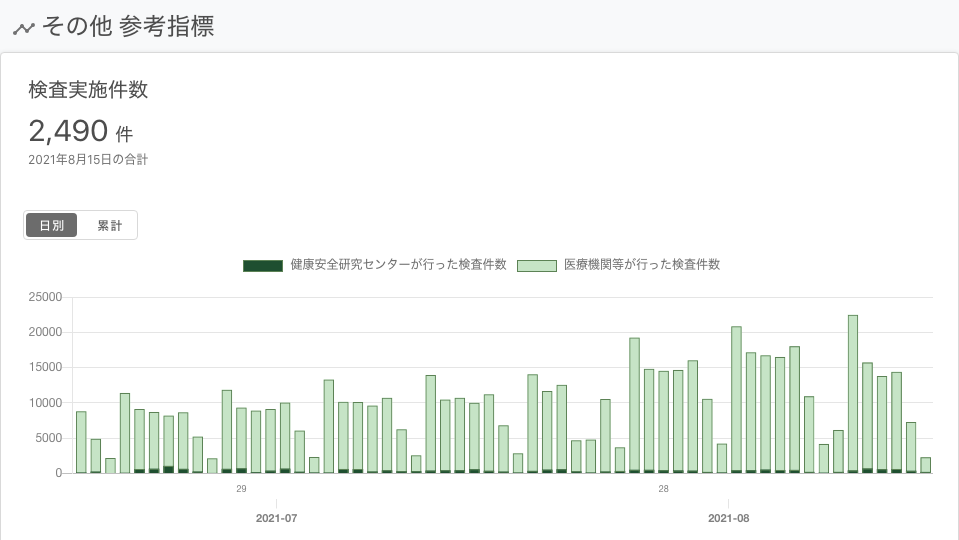 その他 参考指標
検査実施件数
2,490 件
2021年8月15日の合計
日別 累計
健康安全研究センターが行った検査件数 医療機関等が行った検査件数
25000
20000
15000
10000
5000
0
29 28
2021-07 2021-08